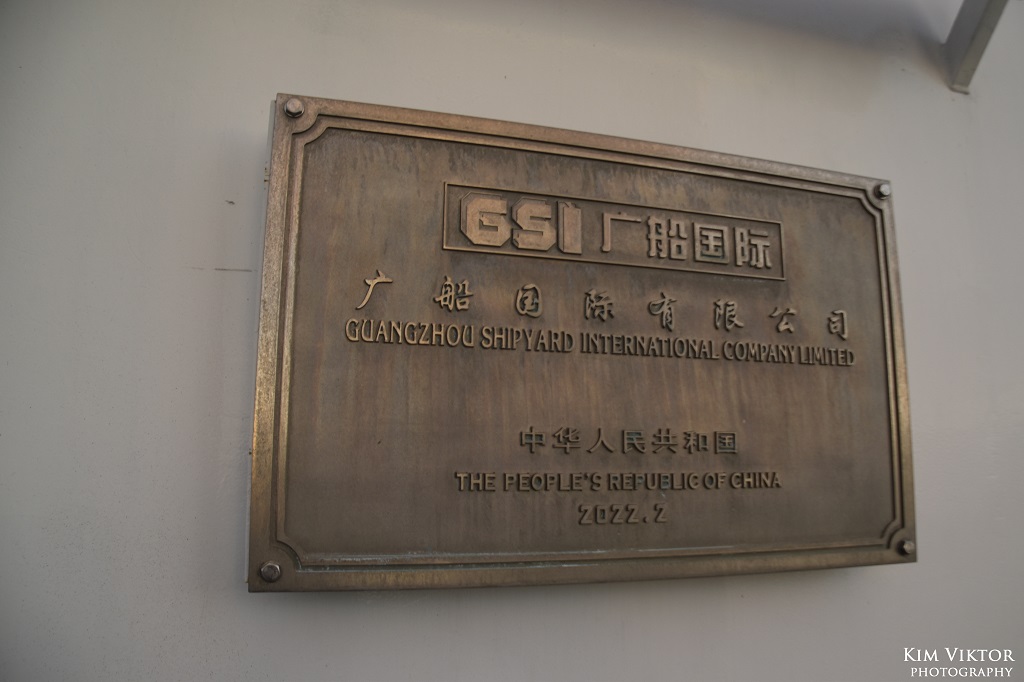 GSI 广船国际
广船国际有限公司
GUANGZHOU SHIPYARD INTERNATIONAL COMPANY LIMITED
中华人民共和国
THE PEOPLE'S REPUBLIC OF CHINA
2022.2
KIM VIKTOR
PHOTOGRAPHY